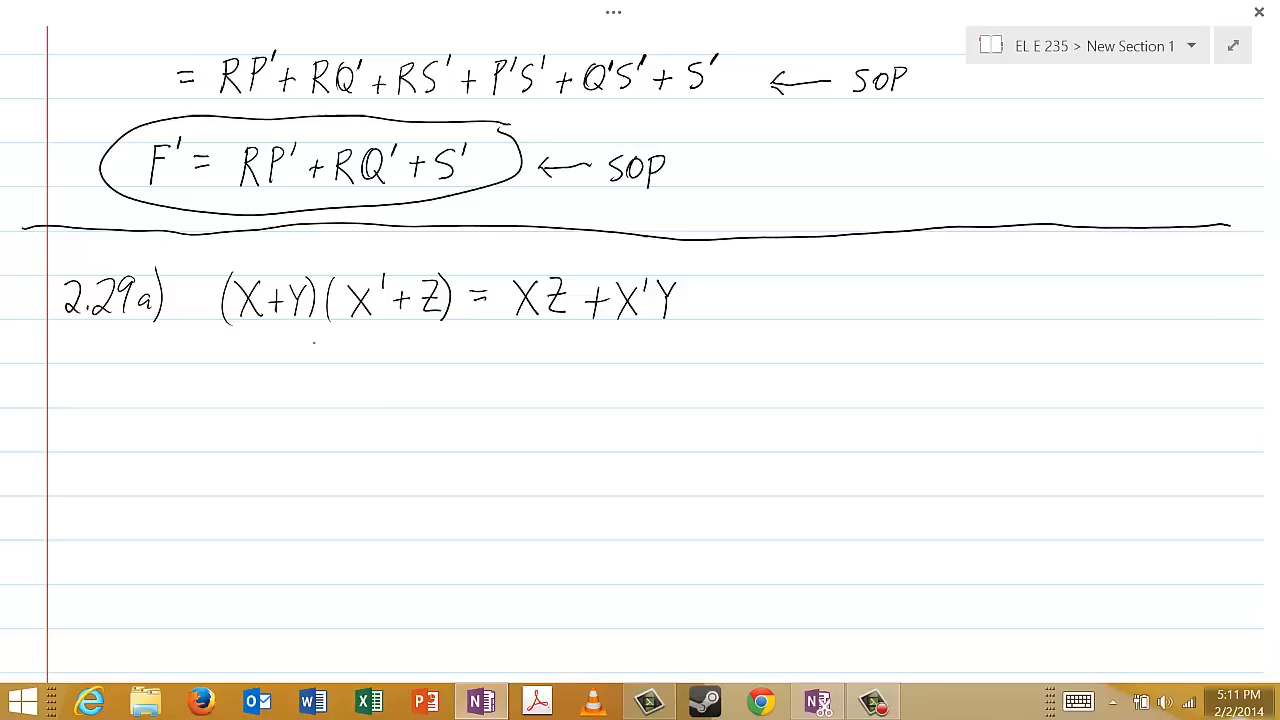 ...
EL E 235 > New Section 1
= RP' + RQ' + RS' + P'S' + Q'S' + S' ← SOP
F' = RP' + RQ' + S' ← SOP
2.29a) (X+Y)(X'+Z) = XZ + X'Y
5:11 PM
2/2/2014